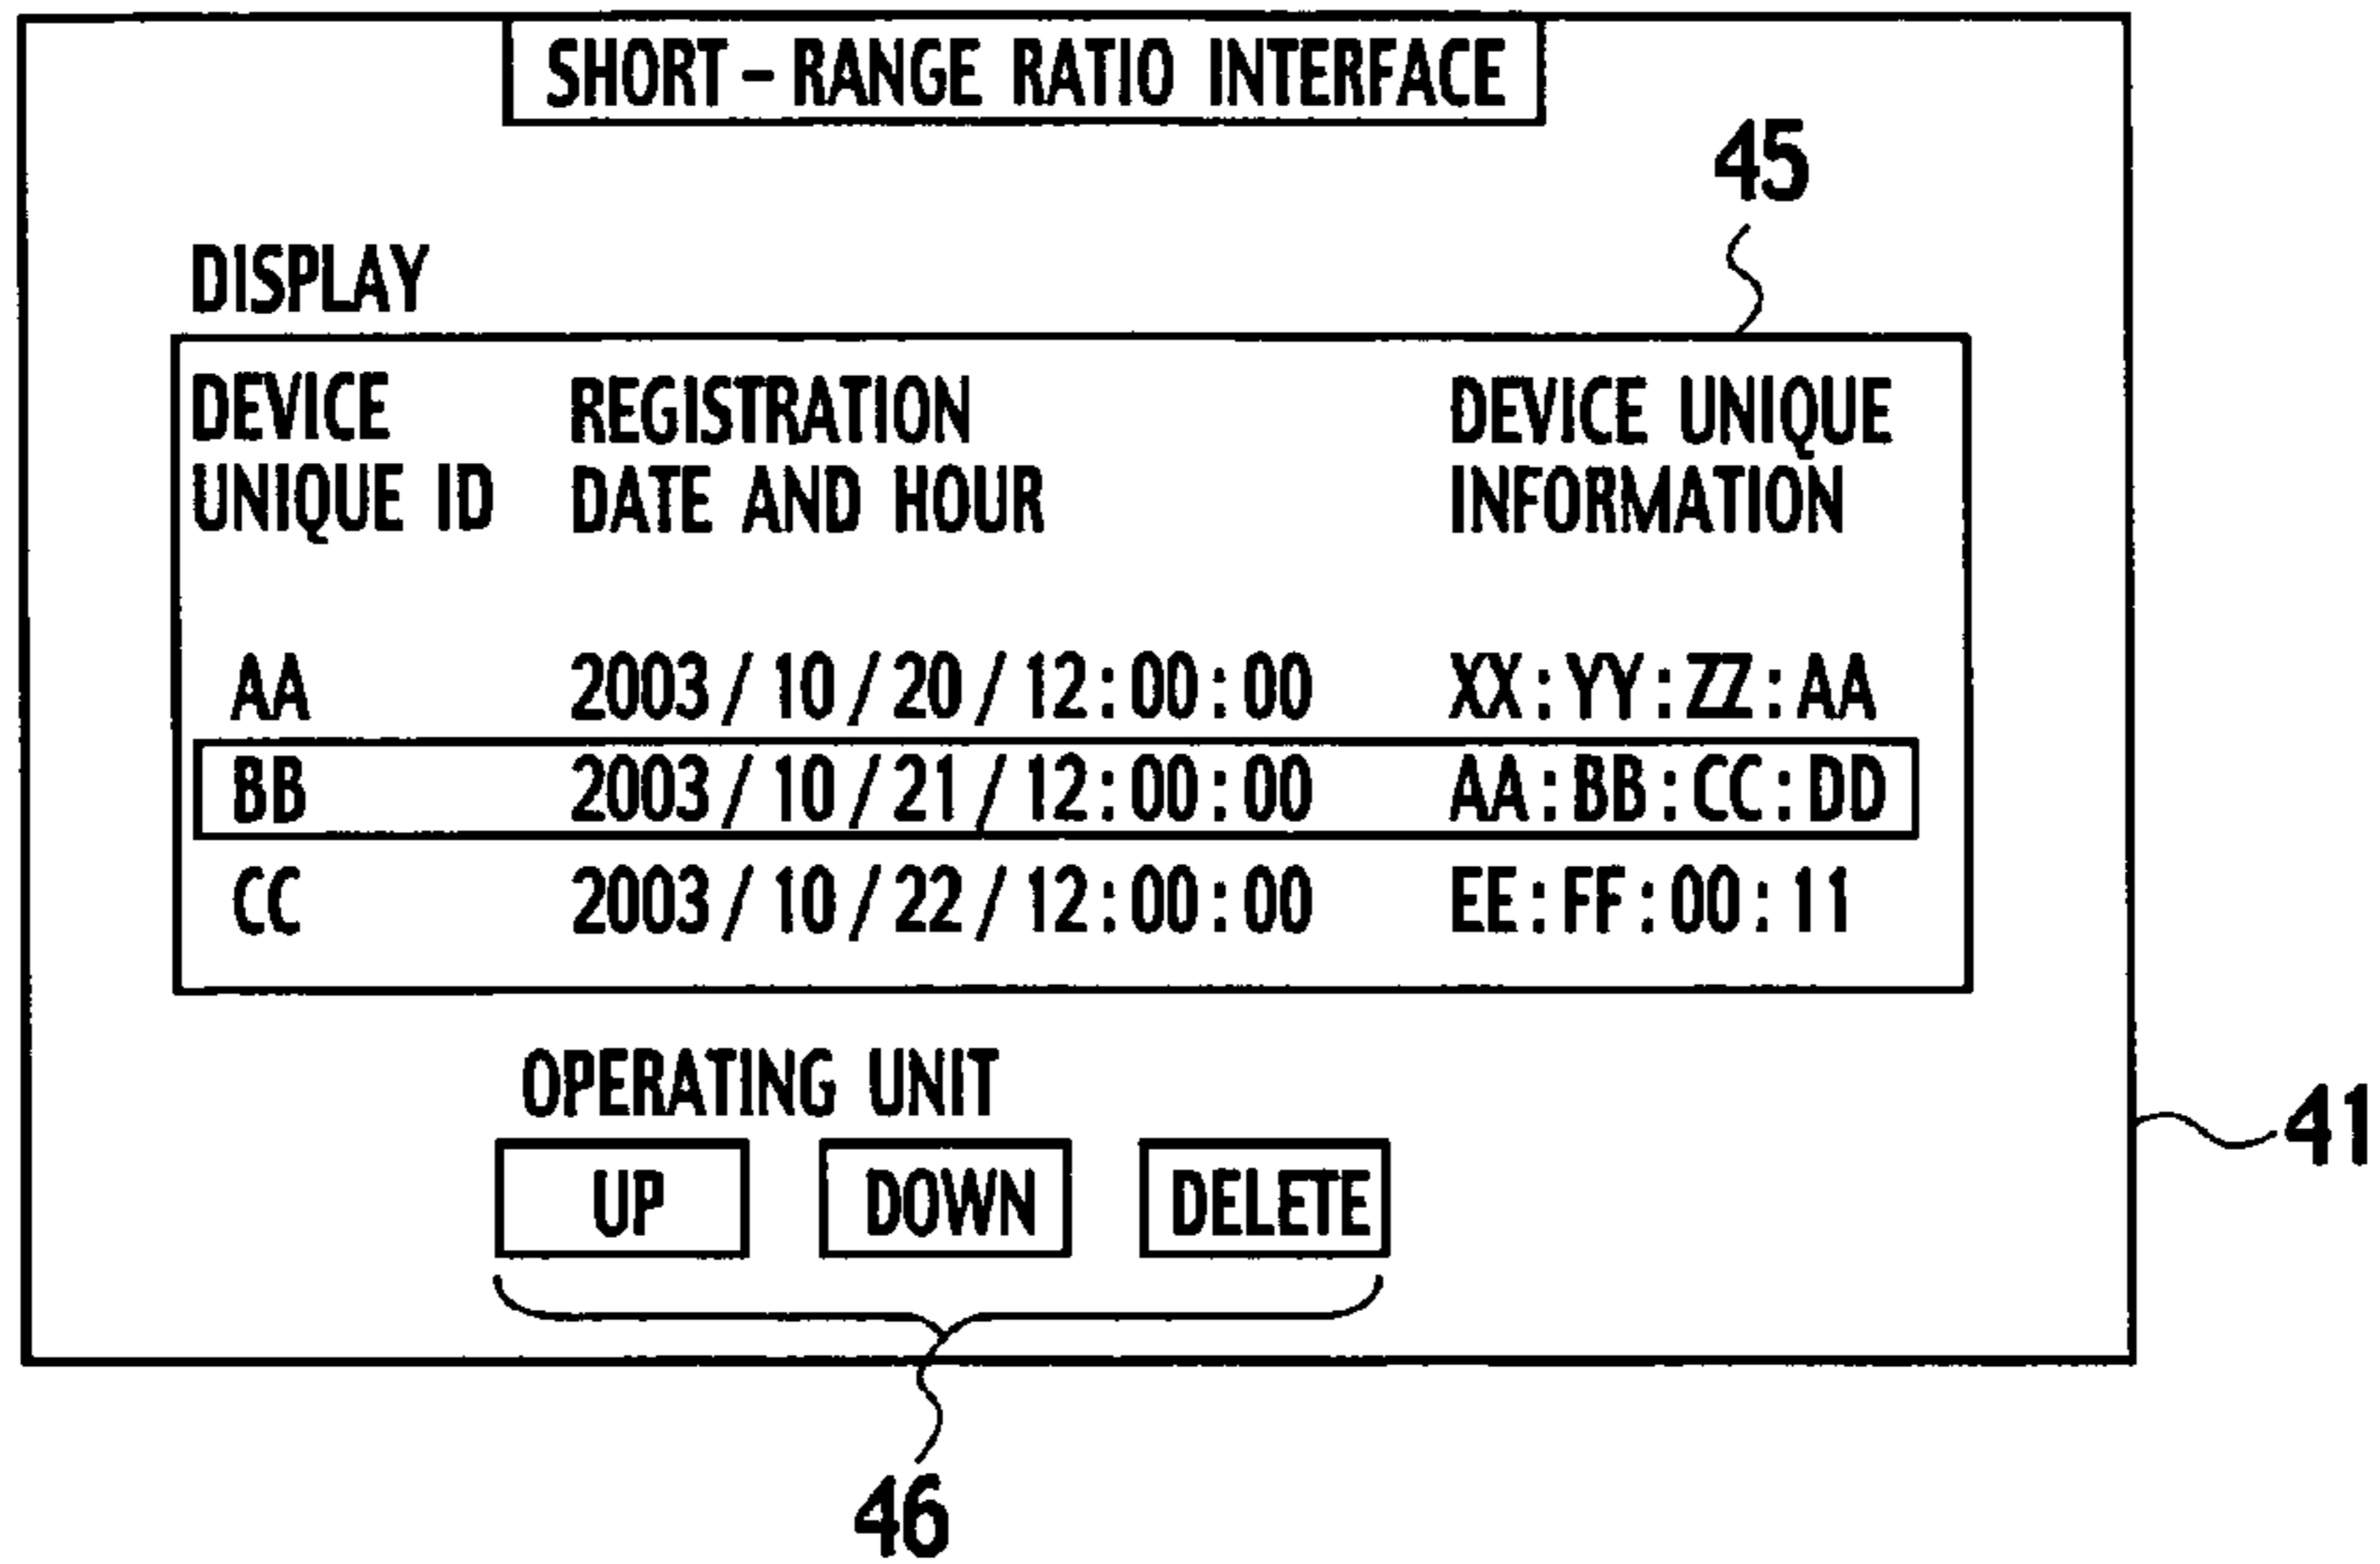 SHORT-RANGE RATIO INTERFACE
45
DISPLAY
DEVICE UNIQUE ID REGISTRATION DATE AND HOUR DEVICE UNIQUE INFORMATION
AA 2003/10/20/12:00:00 XX:YY:ZZ:AA
BB 2003/10/21/12:00:00 AA:BB:CC:DD
CC 2003/10/22/12:00:00 EE:FF:00:11
OPERATING UNIT
41
UP DOWN DELETE
46